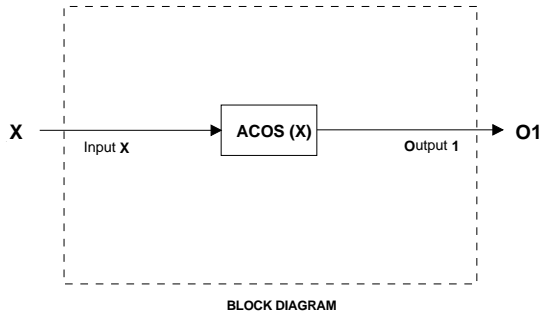 X
Input X
ACOS (X)
Output 1
O1
BLOCK DIAGRAM